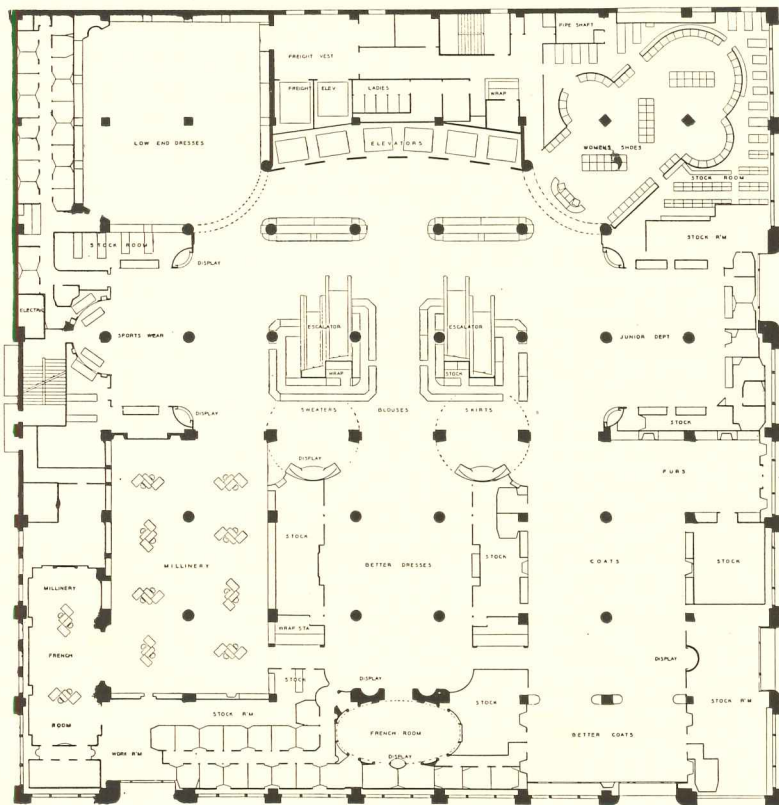 PIPE SHAFT
FREIGHT VEST
FREIGHT ELEV
LADIES
WRAP
LOW END DRESSES
ELEVATORS
WOMENS SHOES
STOCK ROOM
STOCK ROOM
STOCK R'M
DISPLAY
ELECTRIC
SPORTS WEAR
ESCALATOR
ESCALATOR
JUNIOR DEPT
WRAP
STOCK
DISPLAY
SWEATERS
BLOUSES
SKIRTS
STOCK
DISPLAY
FURS
STOCK
STOCK
MILLINERY
BETTER DRESSES
COATS
STOCK
MILLINERY
WRAP STA
FRENCH
DISPLAY
STOCK
DISPLAY
STOCK
STOCK R'M
ROOM
STOCK R'M
FRENCH ROOM
BETTER COATS
WORK R'M
DISPLAY